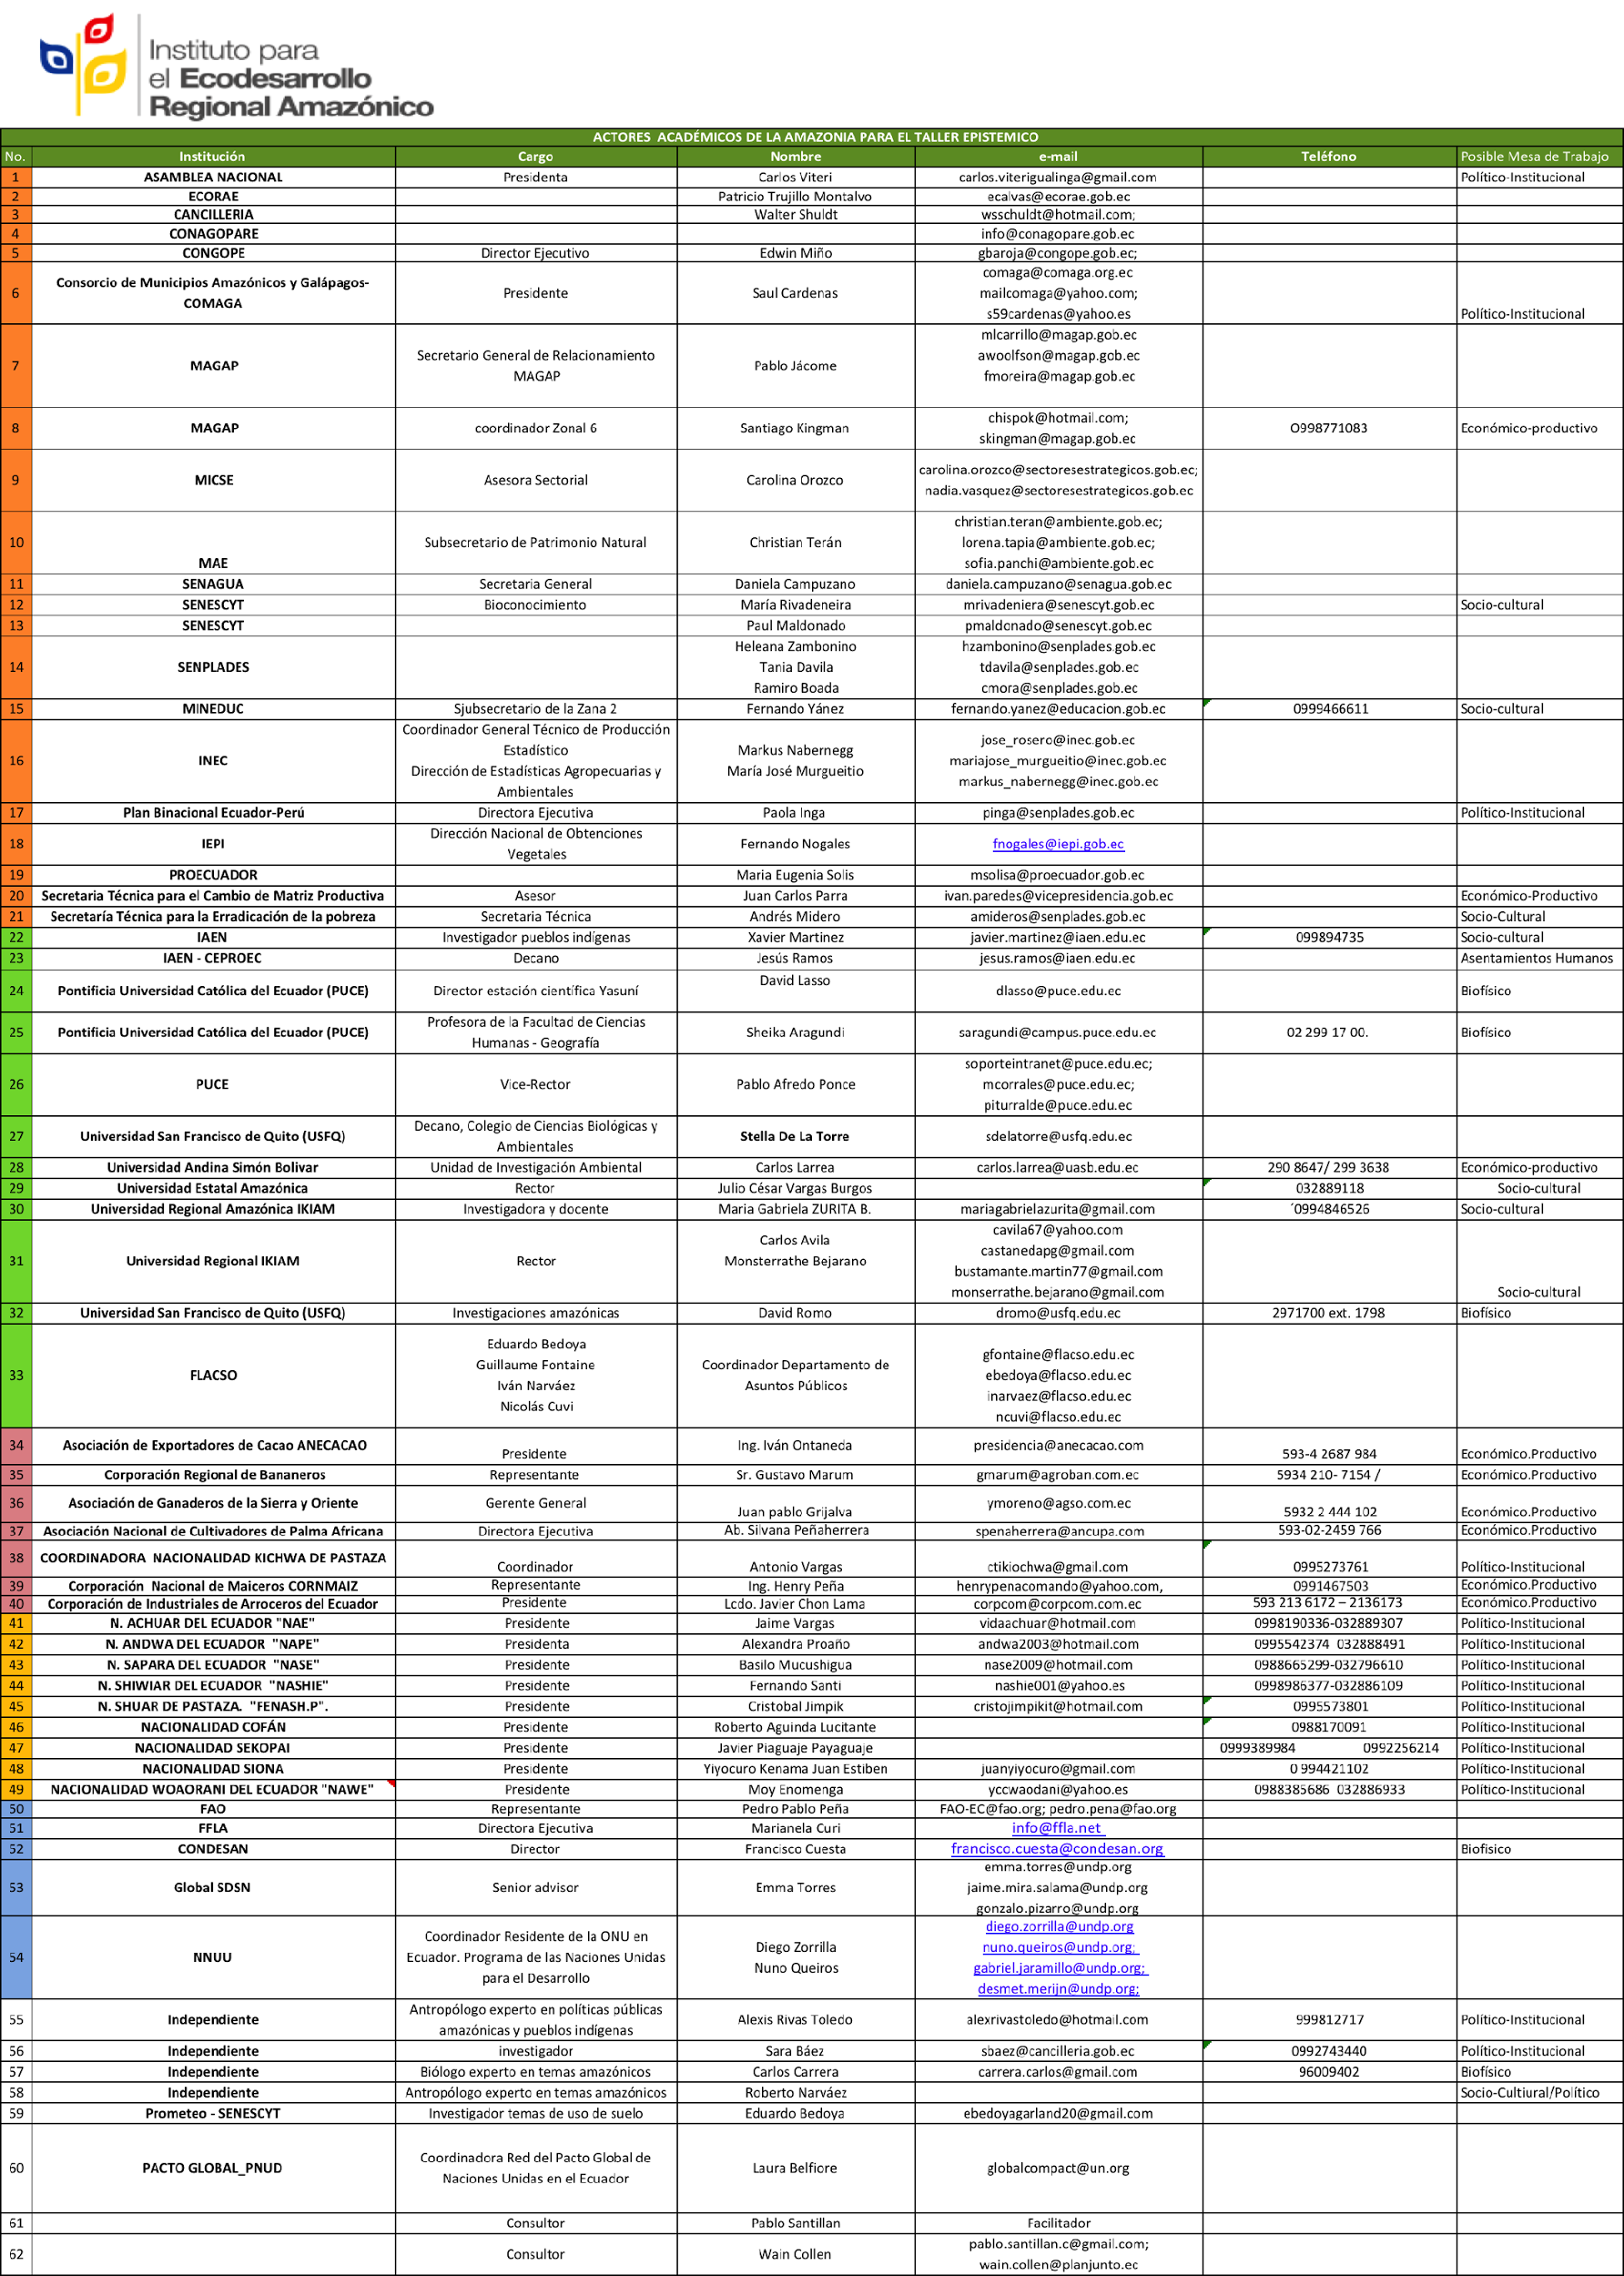 Instituto para
el Ecodesarrollo
Regional Amazónico
ACTORES ACADÉMICOS DE LA AMAZONIA PARA EL TALLER EPISTEMICO
No. Institución Cargo Nombre e-mail Teléfono Posible Mesa de Trabajo
1 ASAMBLEA NACIONAL Presidenta Carlos Viteri carlos.viterigualinga@gmail.com Político-Institucional
2 ECORAE Patricio Trujillo Montalvo ecalvas@ecorae.gob.ec
3 CANCILLERIA Walter Shuldt wsschuldt@hotmail.com;
4 CONAGOPARE info@conagopare.gob.ec
5 CONGOPE Director Ejecutivo Edwin Miño gbaroja@congope.gob.ec;
6 Consorcio de Municipios Amazónicos y Galápagos-
COMAGA Presidente Saul Cardenas comaga@comaga.org.ec
mailcomaga@yahoo.com;
s59cardenas@yahoo.es Político-Institucional
7 MAGAP Secretario General de Relacionamiento
MAGAP Pablo Jácome mlcarrillo@magap.gob.ec
awoolfson@magap.gob.ec
fmoreira@magap.gob.ec
8 MAGAP coordinador Zonal 6 Santiago Kingman chispok@hotmail.com;
skingman@magap.gob.ec O998771083 Económico-productivo
9 MICSE Asesora Sectorial Carolina Orozco carolina.orozco@sectoresestrategicos.gob.ec;
nadia.vasquez@sectoresestrategicos.gob.ec
10 MAE Subsecretario de Patrimonio Natural Christian Terán christian.teran@ambiente.gob.ec;
lorena.tapia@ambiente.gob.ec;
sofia.panchi@ambiente.gob.ec
11 SENAGUA Secretaria General Daniela Campuzano daniela.campuzano@senagua.gob.ec
12 SENESCYT Bioconocimiento María Rivadeneira mrivadeniera@senescyt.gob.ec Socio-cultural
13 SENESCYT Paul Maldonado pmaldonado@senescyt.gob.ec
14 SENPLADES Heleana Zambonino
Tania Davila
Ramiro Boada hzambonino@senplades.gob.ec
tdavila@senplades.gob.ec
cmora@senplades.gob.ec
15 MINEDUC Sjubsecretario de la Zana 2 Fernando Yánez fernando.yanez@educacion.gob.ec 0999466611 Socio-cultural
16 INEC Coordinador General Técnico de Producción
Estadístico
Dirección de Estadísticas Agropecuarias y
Ambientales Markus Nabernegg
María José Murgueitio jose_rosero@inec.gob.ec
mariajose_murgueitio@inec.gob.ec
markus_nabernegg@inec.gob.ec
17 Plan Binacional Ecuador-Perú Directora Ejecutiva Paola Inga pinga@senplades.gob.ec Político-Institucional
18 IEPI Dirección Nacional de Obtenciones
Vegetales Fernando Nogales fnogales@iepi.gob.ec
19 PROECUADOR Maria Eugenia Solis msolisa@proecuador.gob.ec
20 Secretaria Técnica para el Cambio de Matriz Productiva Asesor Juan Carlos Parra ivan.paredes@vicepresidencia.gob.ec Económico-Productivo
21 Secretaría Técnica para la Erradicación de la pobreza Secretaria Técnica Andrés Midero amideros@senplades.gob.ec Socio-Cultural
22 IAEN Investigador pueblos indígenas Xavier Martinez javier.martinez@iaen.edu.ec 099894735 Socio-cultural
23 IAEN - CEPROEC Decano Jesús Ramos jesus.ramos@iaen.edu.ec Asentamientos Humanos
24 Pontificia Universidad Católica del Ecuador (PUCE) Director estación científica Yasuní David Lasso dlasso@puce.edu.ec Biofísico
25 Pontificia Universidad Católica del Ecuador (PUCE) Profesora de la Facultad de Ciencias
Humanas - Geografía Sheika Aragundi saragundi@campus.puce.edu.ec 02 299 17 00. Biofísico
26 PUCE Vice-Rector Pablo Afredo Ponce soporteintranet@puce.edu.ec;
mcorrales@puce.edu.ec;
piturralde@puce.edu.ec
27 Universidad San Francisco de Quito (USFQ) Decano, Colegio de Ciencias Biológicas y
Ambientales Stella De La Torre sdelatorre@usfq.edu.ec
28 Universidad Andina Simón Bolivar Unidad de Investigación Ambiental Carlos Larrea carlos.larrea@uasb.edu.ec 290 8647/ 299 3638 Económico-productivo
29 Universidad Estatal Amazónica Rector Julio César Vargas Burgos 032889118 Socio-cultural
30 Universidad Regional Amazónica IKIAM Investigadora y docente Maria Gabriela ZURITA B. mariagabrielazurita@gmail.com ´0994846526 Socio-cultural
31 Universidad Regional IKIAM Rector Carlos Avila
Monsterrathe Bejarano cavila67@yahoo.com
castanedapg@gmail.com
bustamante.martin77@gmail.com
monserrathe.bejarano@gmail.com Socio-cultural
32 Universidad San Francisco de Quito (USFQ) Investigaciones amazónicas David Romo dromo@usfq.edu.ec 2971700 ext. 1798 Biofísico
33 FLACSO Eduardo Bedoya
Guillaume Fontaine
Iván Narváez
Nicolás Cuvi Coordinador Departamento de
Asuntos Públicos gfontaine@flacso.edu.ec
ebedoya@flacso.edu.ec
inarvaez@flacso.edu.ec
ncuvi@flacso.edu.ec
34 Asociación de Exportadores de Cacao ANECACAO Presidente Ing. Iván Ontaneda presidencia@anecacao.com 593-4 2687 984 Económico.Productivo
35 Corporación Regional de Bananeros Representante Sr. Gustavo Marum gmarum@agroban.com.ec 5934 210- 7154 / Económico.Productivo
36 Asociación de Ganaderos de la Sierra y Oriente Gerente General Juan pablo Grijalva ymoreno@agso.com.ec 5932 2 444 102 Económico.Productivo
37 Asociación Nacional de Cultivadores de Palma Africana Directora Ejecutiva Ab. Silvana Peñaherrera spenaherrera@ancupa.com 593-02-2459 766 Económico.Productivo
38 COORDINADORA NACIONALIDAD KICHWA DE PASTAZA Coordinador Antonio Vargas ctikiochwa@gmail.com 0995273761 Político-Institucional
39 Corporación Nacional de Maiceros CORNMAIZ Representante Ing. Henry Peña henrypenacomando@yahoo.com, 0991467503 Económico.Productivo
40 Corporación de Industriales de Arroceros del Ecuador Presidente Lcdo. Javier Chon Lama corpcom@corpcom.com.ec 593 213 6172 – 2136173 Económico.Productivo
41 N. ACHUAR DEL ECUADOR "NAE" Presidente Jaime Vargas vidaachuar@hotmail.com 0998190336-032889307 Político-Institucional
42 N. ANDWA DEL ECUADOR "NAPE" Presidenta Alexandra Proaño andwa2003@hotmail.com 0995542374 032888491 Político-Institucional
43 N. SAPARA DEL ECUADOR "NASE" Presidente Basilo Mucushigua nase2009@hotmail.com 0988665299-032796610 Político-Institucional
44 N. SHIWIAR DEL ECUADOR "NASHIE" Presidente Fernando Santi nashie001@yahoo.es 0998986377-032886109 Político-Institucional
45 N. SHUAR DE PASTAZA. "FENASH.P". Presidente Cristobal Jimpik cristojimpikit@hotmail.com 0995573801 Político-Institucional
46 NACIONALIDAD COFÁN Presidente Roberto Aguinda Lucitante 0988170091 Político-Institucional
47 NACIONALIDAD SEKOPAI Presidente Javier Piaguaje Payaguaje 0999389984 0992256214 Político-Institucional
48 NACIONALIDAD SIONA Presidente Yiyocuro Kenama Juan Estiben juanyiyocuro@gmail.com 0 994421102 Político-Institucional
49 NACIONALIDAD WOAORANI DEL ECUADOR "NAWE" Presidente Moy Enomenga yccwaodani@yahoo.es 0988385686 032886933 Político-Institucional
50 FAO Representante Pedro Pablo Peña FAO-EC@fao.org; pedro.pena@fao.org
51 FFLA Directora Ejecutiva Marianela Curi info@ffla.net
52 CONDESAN Director Francisco Cuesta francisco.cuesta@condesan.org Biofisico
53 Global SDSN Senior advisor Emma Torres emma.torres@undp.org
jaime.mira.salama@undp.org
gonzalo.pizarro@undp.org
54 NNUU Coordinador Residente de la ONU en
Ecuador. Programa de las Naciones Unidas
para el Desarrollo Diego Zorrilla
Nuno Queiros diego.zorrilla@undp.org
nuno.queiros@undp.org;
gabriel.jaramillo@undp.org;
desmet.merijn@undp.org;
55 Independiente Antropólogo experto en políticas públicas
amazónicas y pueblos indígenas Alexis Rivas Toledo alexrivastoledo@hotmail.com 999812717 Político-Institucional
56 Independiente investigador Sara Báez sbaez@cancilleria.gob.ec 0992743440 Político-Institucional
57 Independiente Biólogo experto en temas amazónicos Carlos Carrera carrera.carlos@gmail.com 96009402 Biofísico
58 Independiente Antropólogo experto en temas amazónicos Roberto Narváez Socio-Cultiural/Político
59 Prometeo - SENESCYT Investigador temas de uso de suelo Eduardo Bedoya ebedoyagarland20@gmail.com
60 PACTO GLOBAL_PNUD Coordinadora Red del Pacto Global de
Naciones Unidas en el Ecuador Laura Belfiore globalcompact@un.org
61 Consultor Pablo Santillan Facilitador
62 Consultor Wain Collen pablo.santillan.c@gmail.com;
wain.collen@planjunto.ec